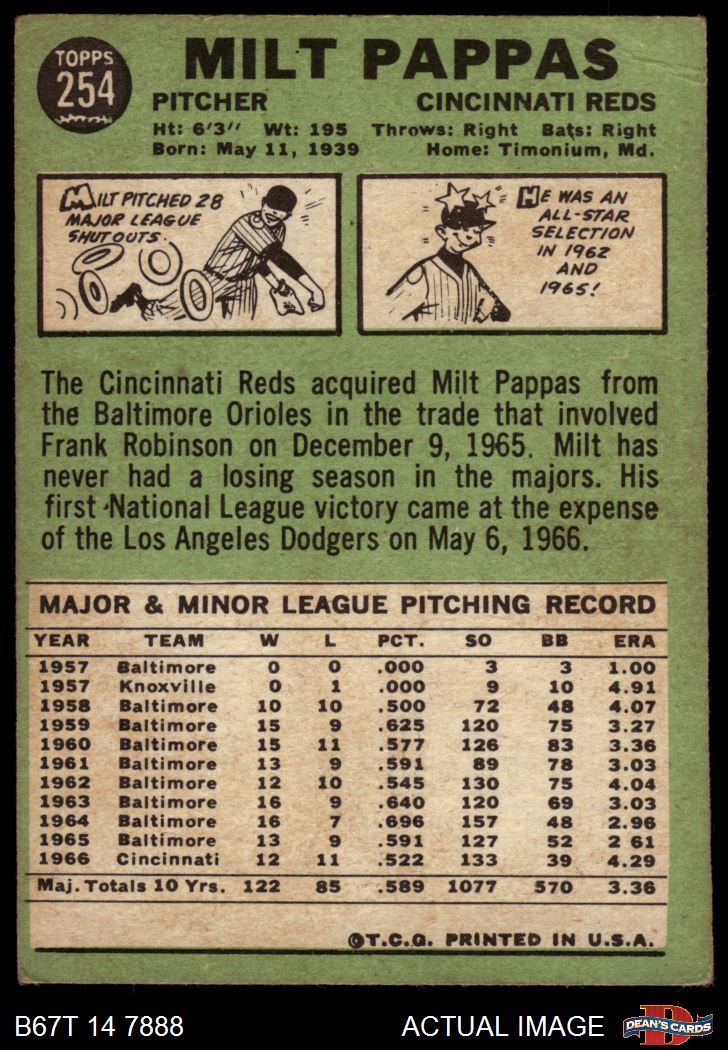 TOPPS
254
MILT PAPPAS
PITCHER CINCINNATI REDS
Ht: 6'3" Wt: 195 Throws: Right Bats: Right
Born: May 11, 1939 Home: Timonium, Md.
MILT PITCHED 28
MAJOR LEAGUE
SHUTOUTS.
HE WAS AN
ALL-STAR
SELECTION
IN 1962
AND
1965!
The Cincinnati Reds acquired Milt Pappas from
the Baltimore Orioles in the trade that involved
Frank Robinson on December 9, 1965. Milt has
never had a losing season in the majors. His
first National League victory came at the expense
of the Los Angeles Dodgers on May 6, 1966.
MAJOR & MINOR LEAGUE PITCHING RECORD
YEAR TEAM W L PCT. SO BB ERA
1957 Baltimore 0 0 .000 3 3 1.00
1957 Knoxville 0 1 .000 9 10 4.91
1958 Baltimore 10 10 .500 72 48 4.07
1959 Baltimore 15 9 .625 120 75 3.27
1960 Baltimore 15 11 .577 126 83 3.36
1961 Baltimore 13 9 .591 89 78 3.03
1962 Baltimore 12 10 .545 130 75 4.04
1963 Baltimore 16 9 .640 120 69 3.03
1964 Baltimore 16 7 .696 157 48 2.96
1965 Baltimore 13 9 .591 127 52 2 61
1966 Cincinnati 12 11 .522 133 39 4.29
Maj. Totals 10 Yrs. 122 85 .589 1077 570 3.36
©T.C.G. PRINTED IN U.S.A.
B67T 14 7888 ACTUAL IMAGE
D
DEAN'S CARDS